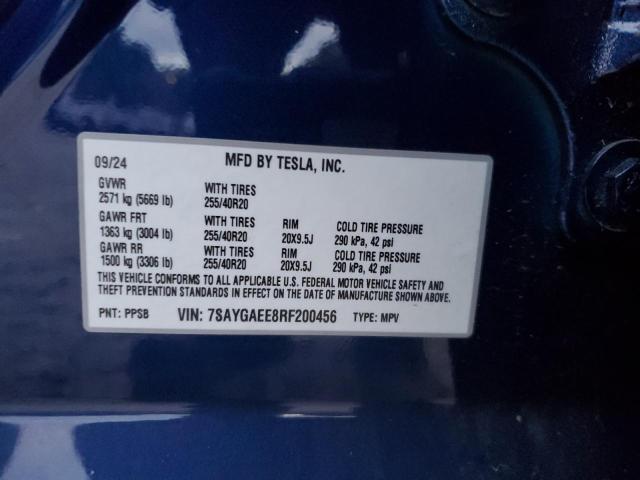 09/24 MFD BY TESLA, INC.
GVWR WITH TIRES
2571 kg (5669 lb) 255/40R20
GAWR FRT WITH TIRES RIM COLD TIRE PRESSURE
1363 kg (3004 lb) 255/40R20 20X9.5J 290 kPa, 42 psi
GAWR RR WITH TIRES RIM COLD TIRE PRESSURE
1500 kg (3306 lb) 255/40R20 20X9.5J 290 kPa, 42 psi
THIS VEHICLE CONFORMS TO ALL APPLICABLE U.S. FEDERAL MOTOR VEHICLE SAFETY AND
THEFT PREVENTION STANDARDS IN EFFECT ON THE DATE OF MANUFACTURE SHOWN ABOVE.
PNT: PPSB VIN: 7SAYGAEE8RF200456 TYPE: MPV